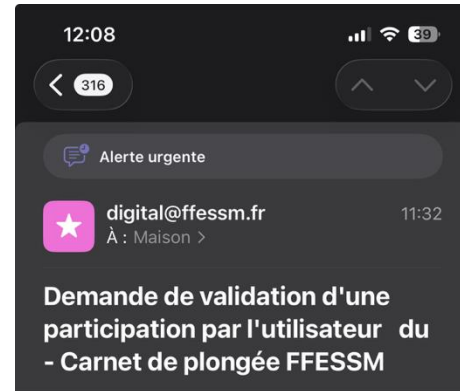 12:08
39
316
Alerte urgente
digital@ffessm.fr
11:32
À : Maison >
Demande de validation d'une
participation par l'utilisateur du
- Carnet de plongée FFESSM